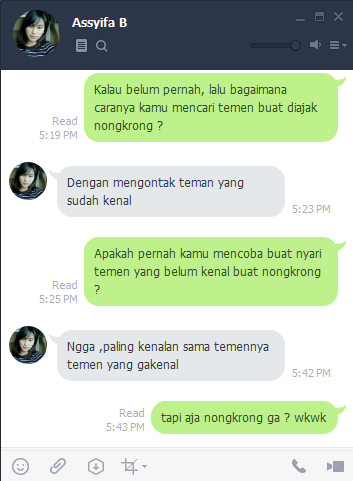 Assyifa B
Kalau belum pernah, lalu bagaimana
caranya kamu mencari temen buat diajak
nongkrong ?
Read
5:19 PM
Dengan mengontak teman yang
sudah kenal
5:23 PM
Apakah pernah kamu mencoba buat nyari
temen yang belum kenal buat nongkrong
?
Read
5:25 PM
Ngga ,paling kenalan sama temennya
temen yang gakenal
5:42 PM
tapi aja nongkrong ga ? wkwk
Read
5:43 PM